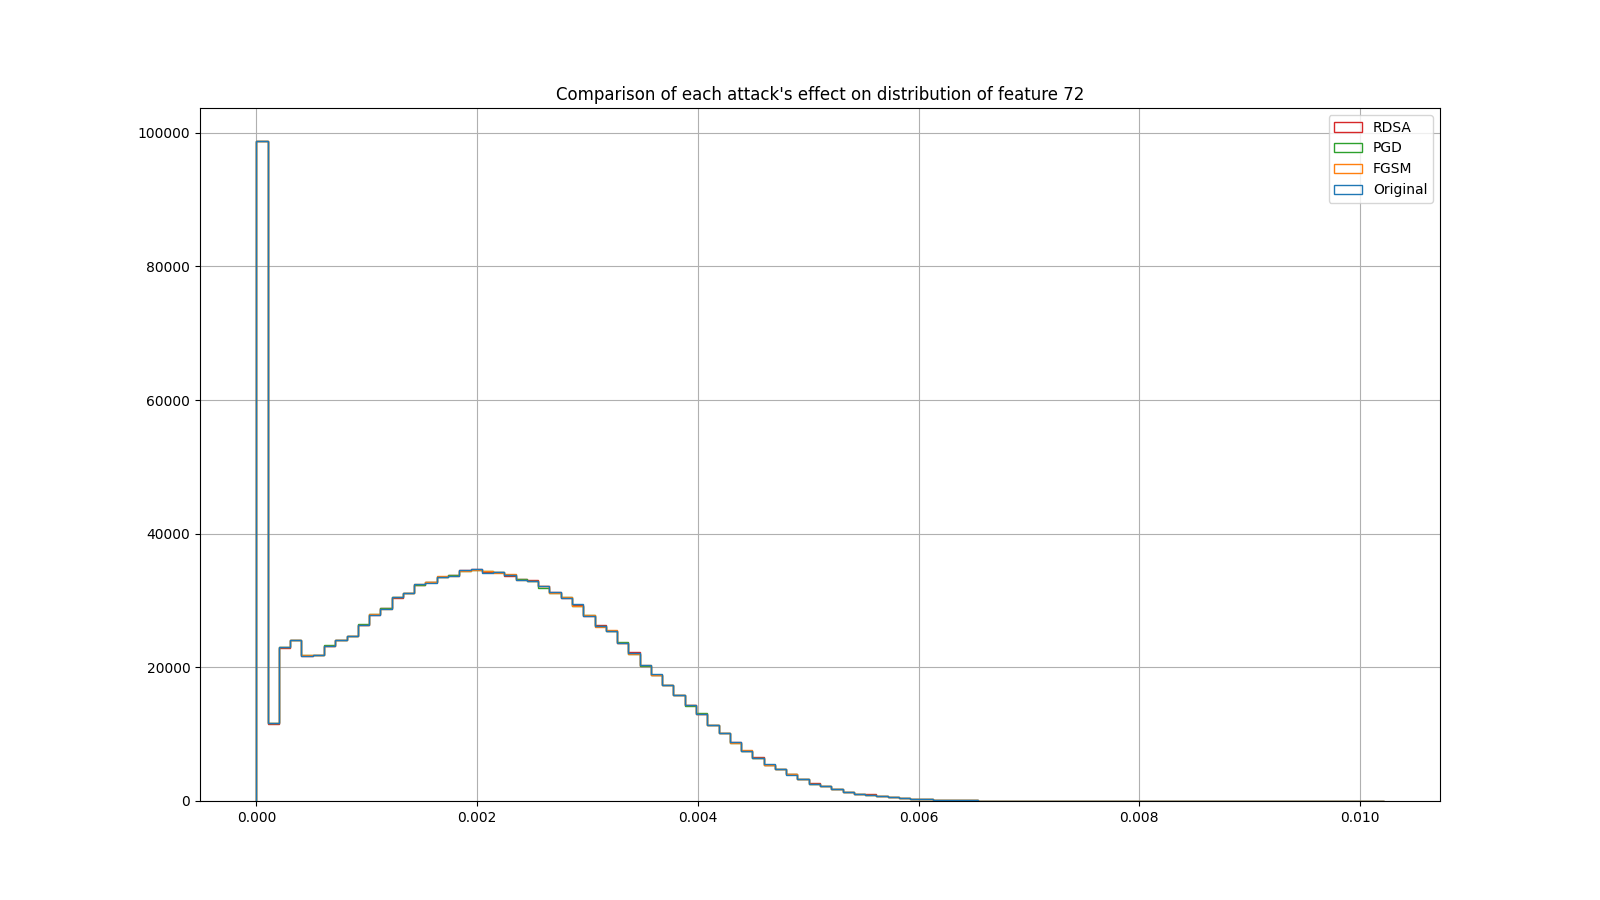 Comparison of each attack's effect on distribution of feature 72
100000
80000
60000
40000
20000
0
0.000
0.002
0.004
0.006
0.008
0.010
RDSA
PGD
FGSM
Original